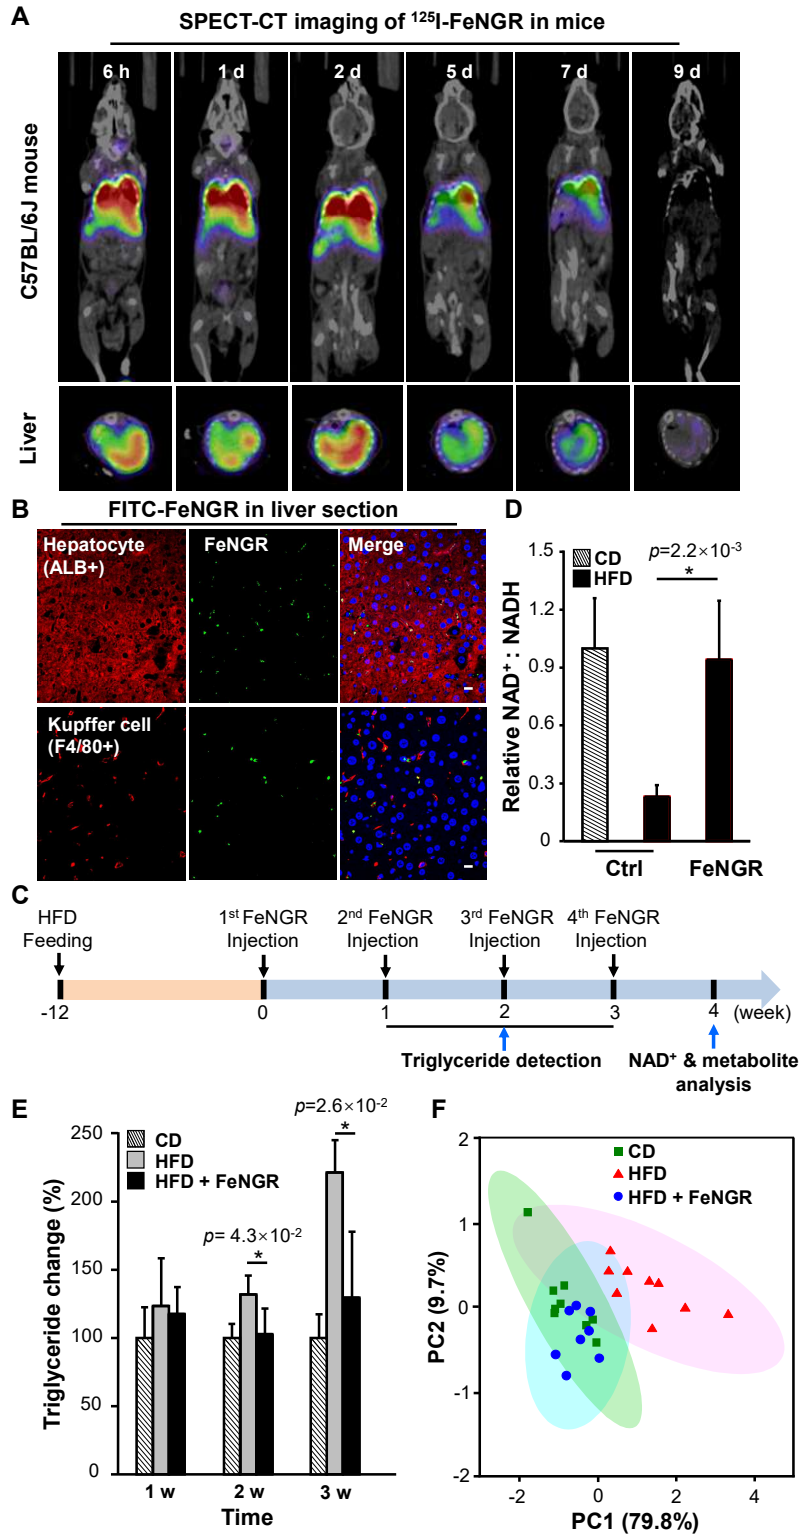 A
SPECT-CT imaging of ¹²⁵I-FeNGR in mice
6 h
1 d
2 d
5 d
7 d
9 d
C57BL/6J mouse
Liver
B
FITC-FeNGR in liver section
Hepatocyte
(ALB+)
FeNGR
Merge
Kupffer cell
(F4/80+)
D
p=2.2×10⁻³
*
CD
HFD
1.5
1.2
0.9
0.6
0.3
0
Relative NAD⁺ : NADH
Ctrl
FeNGR
C
HFD
Feeding
1ˢᵗ FeNGR
Injection
2ⁿᵈ FeNGR
Injection
3ʳᵈ FeNGR
Injection
4ᵗʰ FeNGR
Injection
-12
0
1
2
3
4
(week)
Triglyceride detection
NAD⁺ & metabolite
analysis
E
p=2.6×10⁻²
*
CD
HFD
HFD + FeNGR
p= 4.3×10⁻²
*
250
200
150
100
50
0
Triglyceride change (%)
1 w
2 w
3 w
Time
F
CD
HFD
HFD + FeNGR
2
1
0
-1
-2
PC2 (9.7%)
-2
0
2
4
PC1 (79.8%)